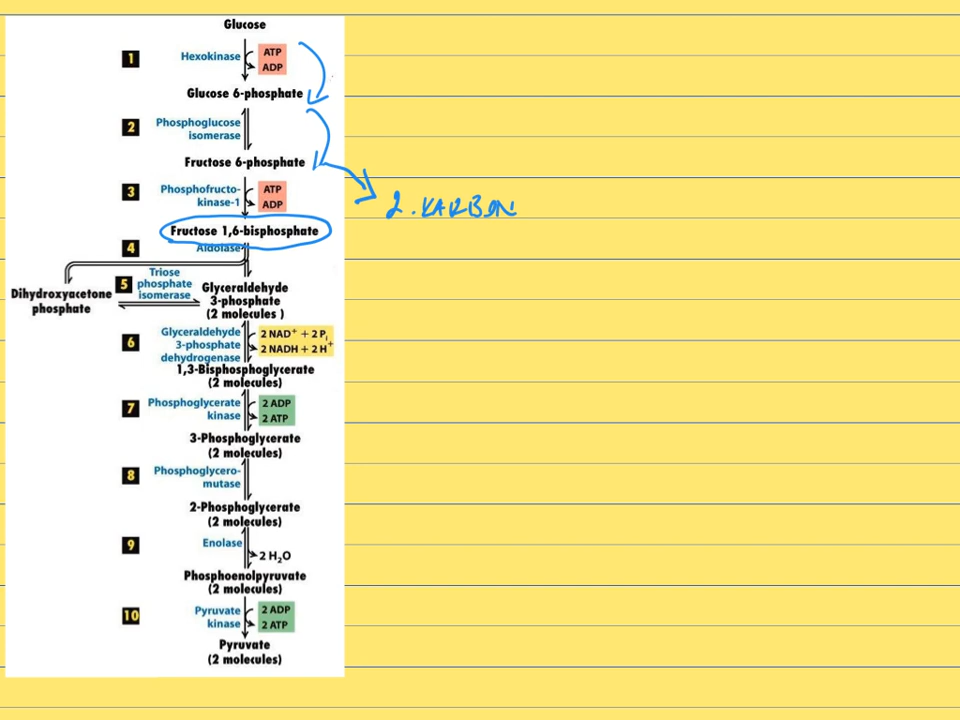 Glucose
1 Hexokinase ATP
ADP
Glucose 6-phosphate
2 Phosphoglucose
isomerase
Fructose 6-phosphate
3 Phosphofructo-
kinase-1 ATP
ADP
2. KARBON
Fructose 1,6-bisphosphate
4 Aldolase
5 Triose
phosphate
isomerase
Dihydroxyacetone
phosphate
Glyceraldehyde
3-phosphate
(2 molecules )
6 Glyceraldehyde
3-phosphate
dehydrogenase
2 NAD+ + 2 Pi
2 NADH + 2 H+
1,3-Bisphosphoglycerate
(2 molecules)
7 Phosphoglycerate
kinase
2 ADP
2 ATP
3-Phosphoglycerate
(2 molecules)
8 Phosphoglycero-
mutase
2-Phosphoglycerate
(2 molecules)
9 Enolase
2 H2O
Phosphoenolpyruvate
(2 molecules)
10 Pyruvate
kinase
2 ADP
2 ATP
Pyruvate
(2 molecules)